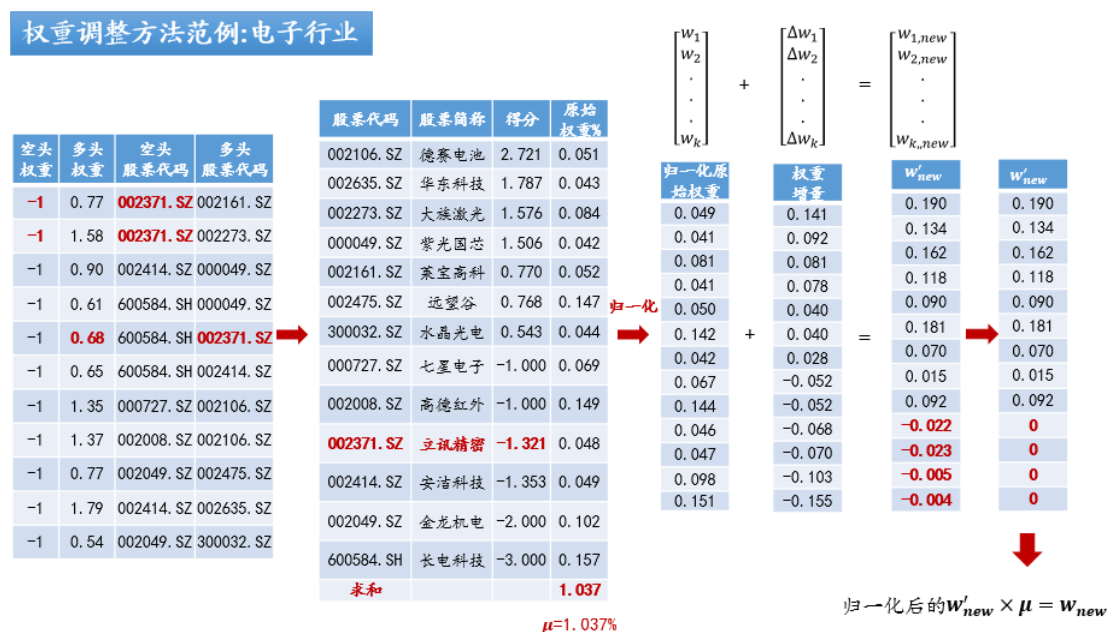 权重调整方法范例:电子行业
空头权重 多头权重 空头股票代码 多头股票代码
-1 0.77 002371.SZ 002161.SZ
-1 1.58 002371.SZ 002273.SZ
-1 0.90 002414.SZ 000049.SZ
-1 0.61 600584.SH 000049.SZ
-1 0.68 600584.SH 002371.SZ
-1 0.65 600584.SH 002414.SZ
-1 1.35 000727.SZ 002106.SZ
-1 1.37 002008.SZ 002106.SZ
-1 0.77 002049.SZ 002475.SZ
-1 1.79 002414.SZ 002635.SZ
-1 0.54 002049.SZ 300032.SZ
股票代码 股票简称 得分 原始权重%
002106.SZ 德赛电池 2.721 0.051
002635.SZ 华东科技 1.787 0.043
002273.SZ 大族激光 1.576 0.084
000049.SZ 紫光国芯 1.506 0.042
002161.SZ 莱宝高科 0.770 0.052
002475.SZ 远望谷 0.768 0.147
300032.SZ 水晶光电 0.543 0.044
000727.SZ 七星电子 -1.000 0.069
002008.SZ 高德红外 -1.000 0.149
002371.SZ 立讯精密 -1.321 0.048
002414.SZ 安洁科技 -1.353 0.049
002049.SZ 金龙机电 -2.000 0.102
600584.SH 长电科技 -3.000 0.157
求和 1.037
μ=1.037%
归一化
w1 Δw1 w1,new
w2 + Δw2 = w2,new
. . .
. . .
. . .
wk Δwk wk,,new
归一化原始权重 权重增量 w′new w′new
0.049 0.141 0.190 0.190
0.041 0.092 0.134 0.134
0.081 0.081 0.162 0.162
0.041 0.078 0.118 0.118
0.050 0.040 0.090 0.090
0.142 + 0.040 = 0.181 0.181
0.042 0.028 0.070 0.070
0.067 -0.052 0.015 0.015
0.144 -0.052 0.092 0.092
0.046 -0.068 -0.022 0
0.047 -0.070 -0.023 0
0.098 -0.103 -0.005 0
0.151 -0.155 -0.004 0
归一化后的w′new × μ = wnew